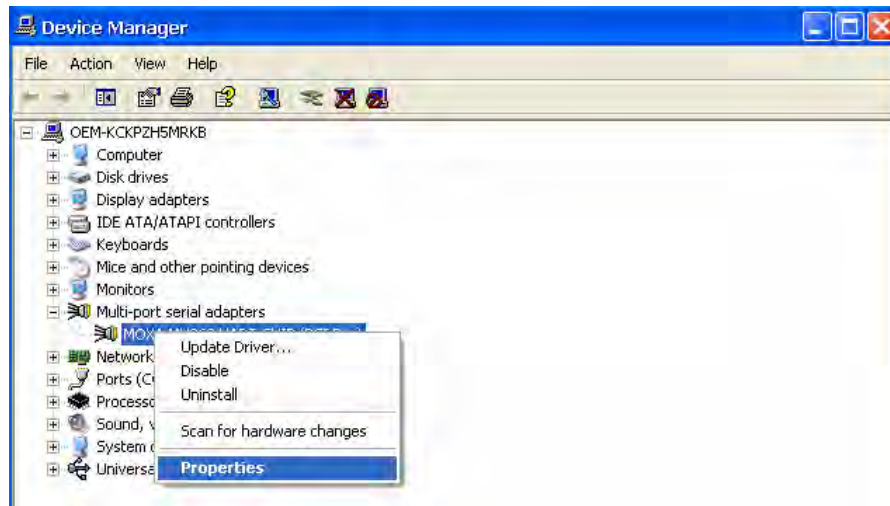 Device Manager
File Action View Help
OEM-KCKPZH5MRKB
Computer
Disk drives
Display adapters
IDE ATA/ATAPI controllers
Keyboards
Mice and other pointing devices
Monitors
Multi-port serial adapters
MOX
Update Driver...
Network
Disable
Ports (C
Uninstall
Processo
Sound, v
Scan for hardware changes
System
Universa
Properties